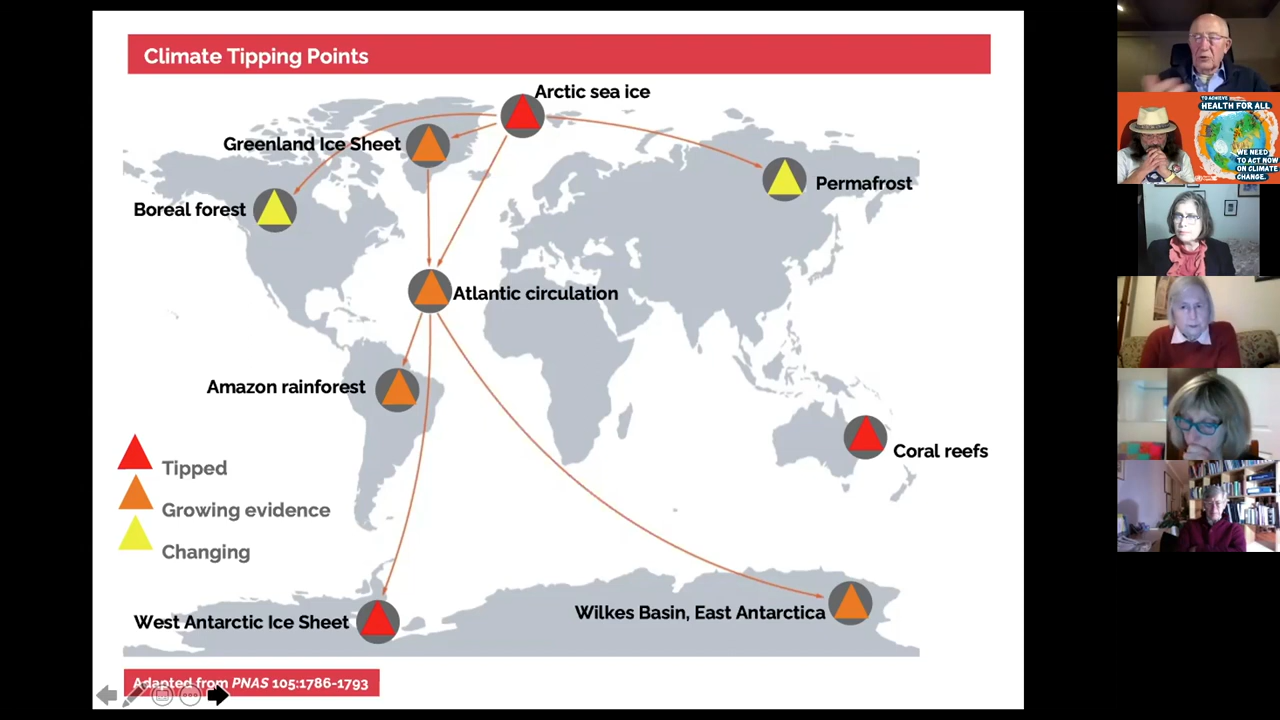 Climate Tipping Points
Arctic sea ice
Greenland Ice Sheet
Permafrost
Boreal forest
Atlantic circulation
Amazon rainforest
Coral reefs
Tipped
Growing evidence
Changing
West Antarctic Ice Sheet
Wilkes Basin, East Antarctica
Adapted from PNAS 105:1786-1793
TO ACHIEVE
HEALTH FOR ALL
WE NEED
TO ACT NOW
ON CLIMATE
CHANGE.